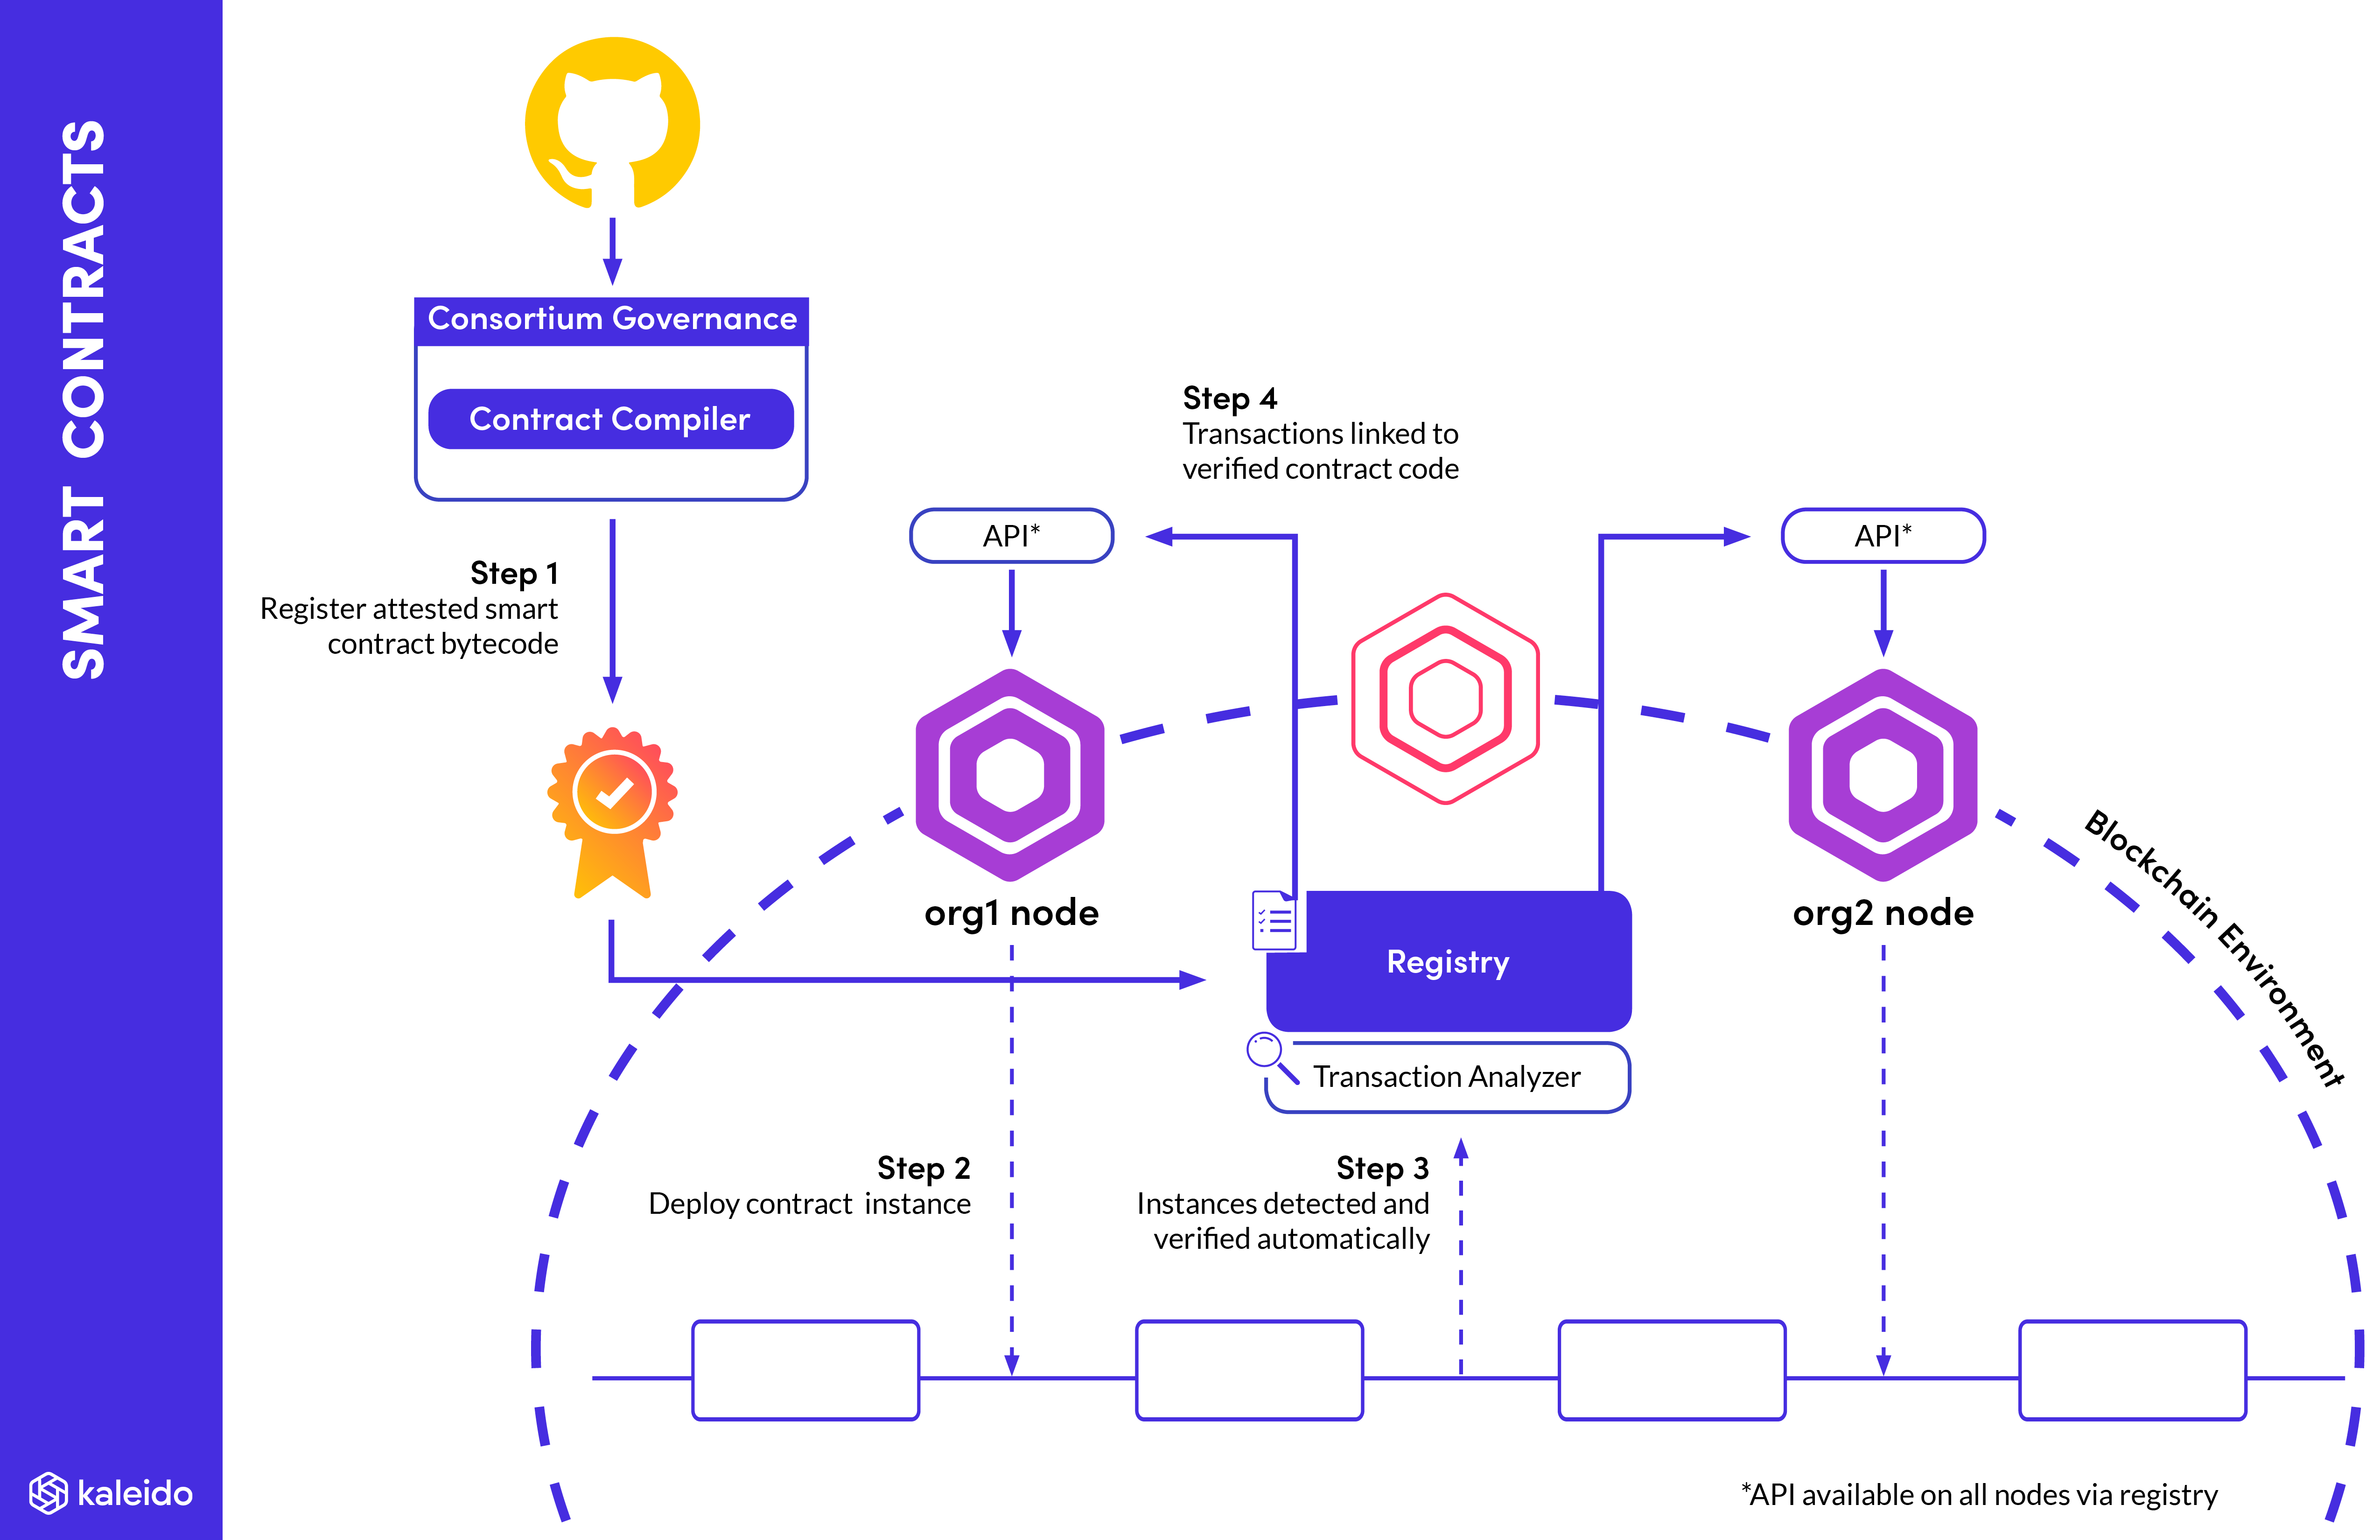 SMART CONTRACTS
Consortium Governance
Contract Compiler
Step 1
Register attested smart
contract bytecode
Step 4
Transactions linked to
verified contract code
API*
API*
org1 node
org2 node
Blockchain Environment
Registry
Transaction Analyzer
Step 2
Deploy contract instance
Step 3
Instances detected and
verified automatically
kaleido
*API available on all nodes via registry